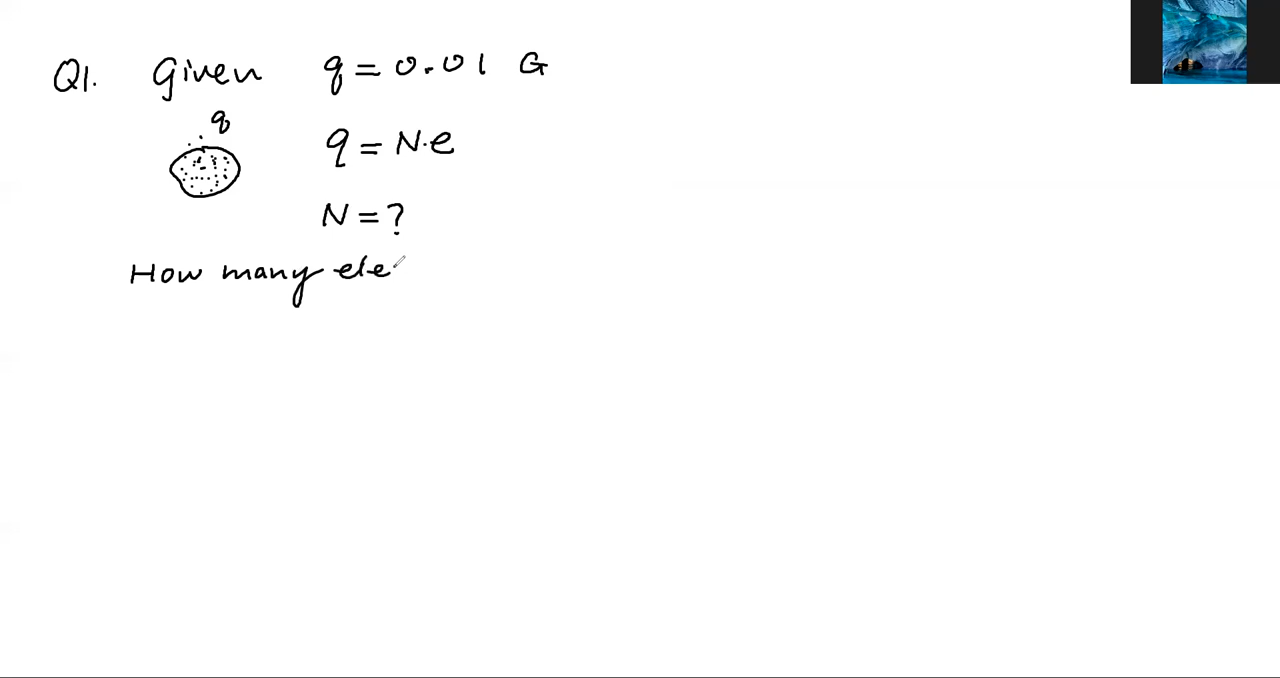 Q1. Given q = 0.01 G
q
q = N.e
N = ?
How many ele